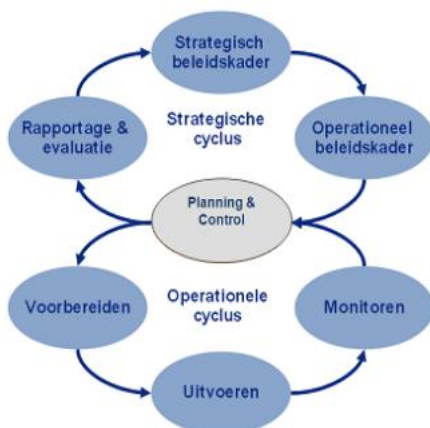 Strategisch
beleidskader
Rapportage &
evaluatie
Strategische
cyclus
Operationeel
beleidskader
Planning &
Control
Voorbereiden
Operationele
cyclus
Monitoren
Uitvoeren